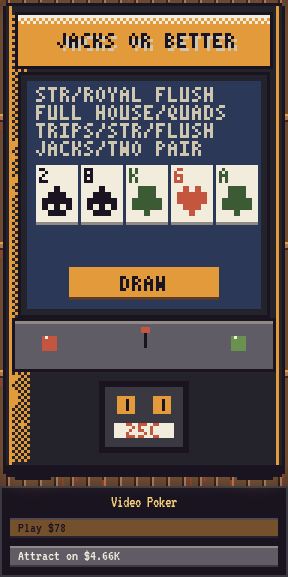 JACKS OR BETTER
STR/ROYAL FLUSH
FULL HOUSE/QUADS
TRIPS/STR/FLUSH
JACKS/TWO PAIR
2 8 K 6 A
DRAW
25C
Video Poker
Play $78
Attract on $4.66K